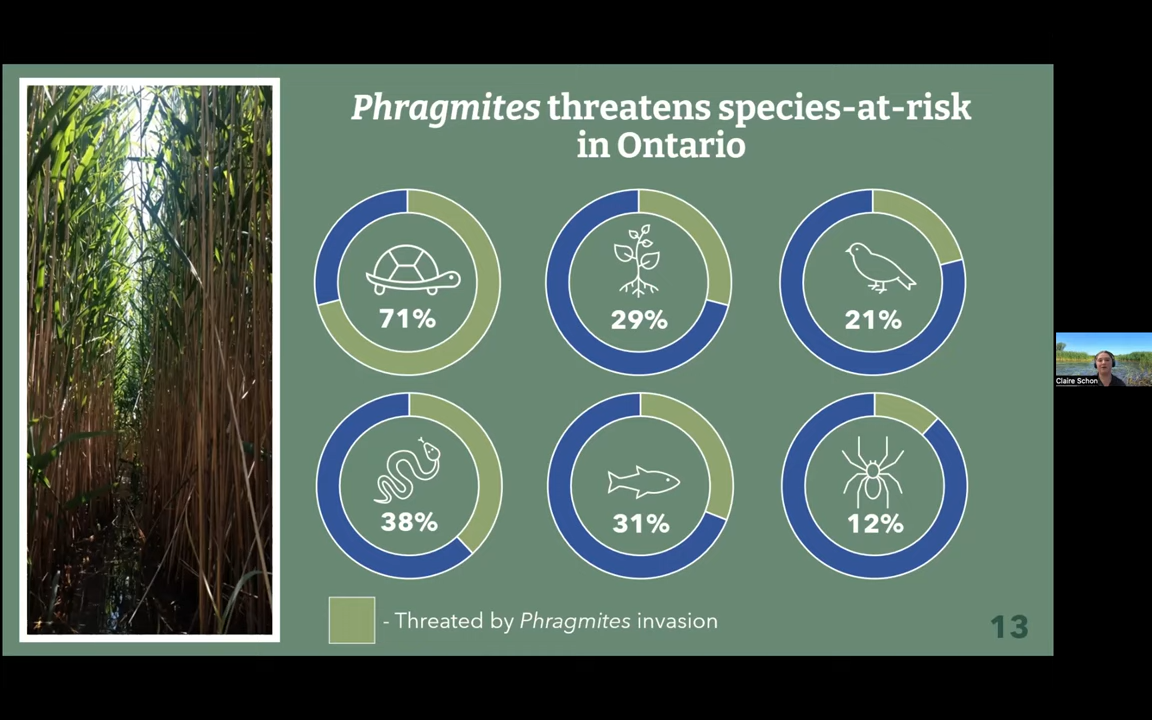 Phragmites threatens species-at-risk
in Ontario
71%
29%
21%
38%
31%
12%
- Threated by Phragmites invasion
13
Claire Schon